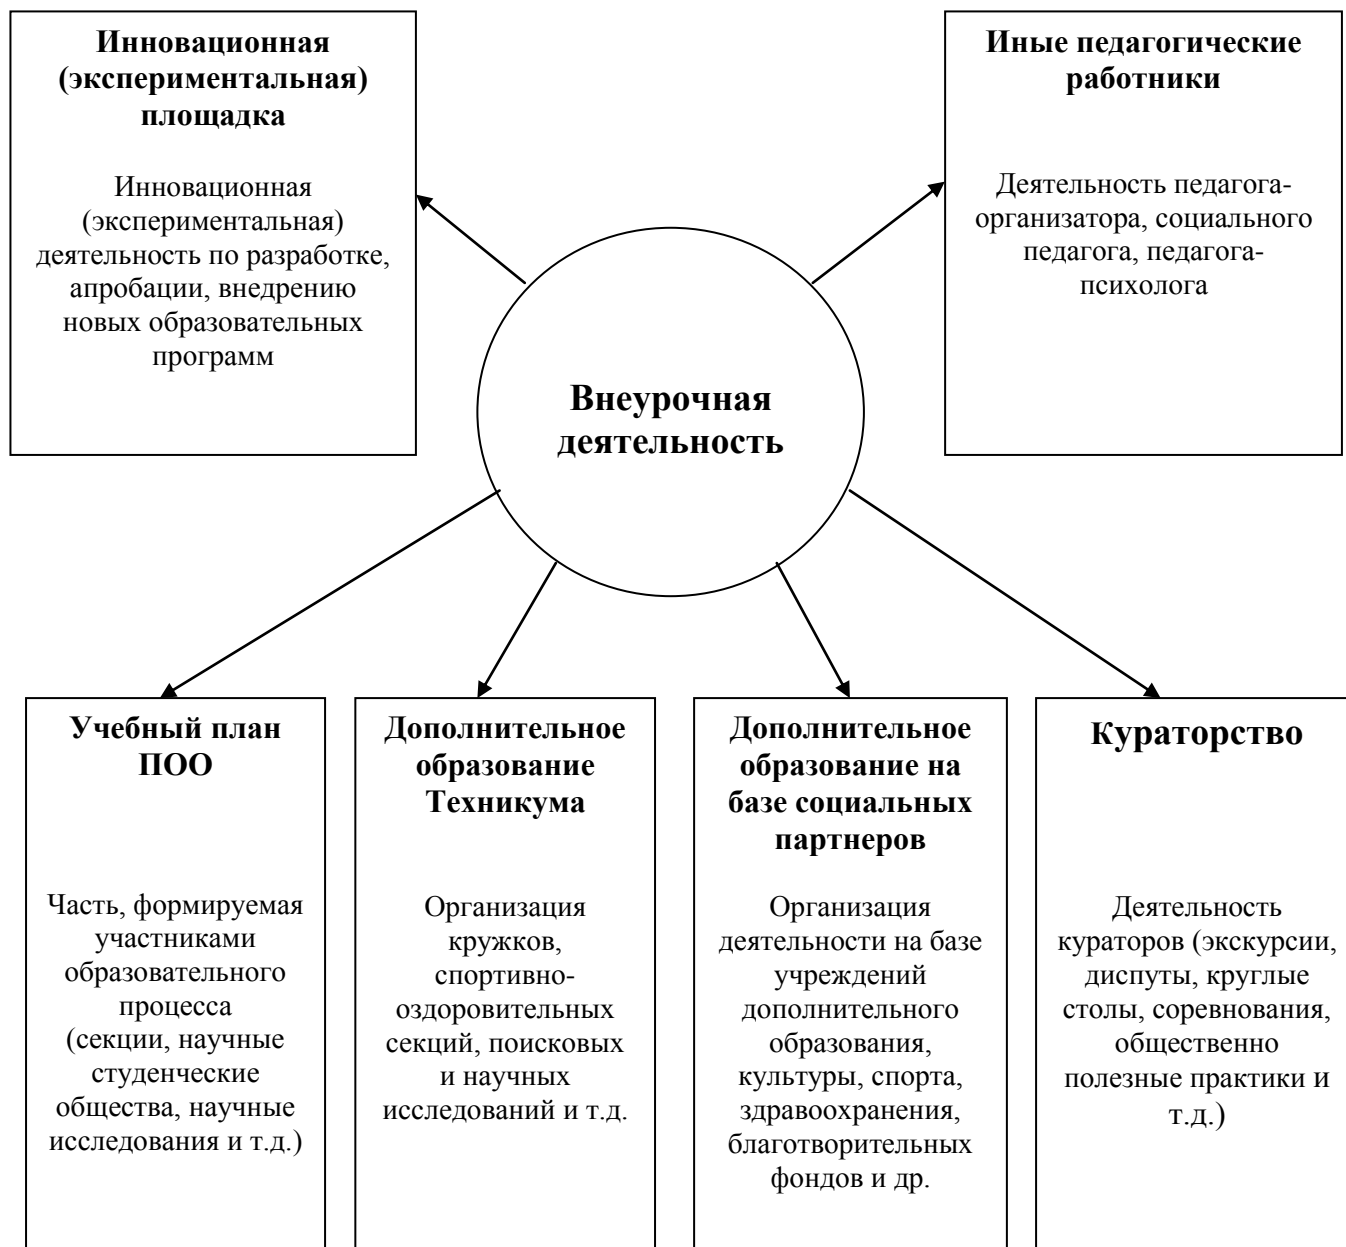 Инновационная
(экспериментальная)
площадка
Инновационная
(экспериментальная)
деятельность по разработке,
апробации, внедрению
новых образовательных
программ
Иные педагогические
работники
Деятельность педагога-
организатора, социального
педагога, педагога-
психолога
Внеурочная
деятельность
Учебный план
ПОО
Часть, формируемая
участниками
образовательного
процесса
(секции, научные
студенческие
общества, научные
исследования и т.д.)
Дополнительное
образование
Техникума
Организация
кружков,
спортивно-
оздоровительных
секций, поисковых
и научных
исследований и т.д.
Дополнительное
образование на
базе социальных
партнеров
Организация
деятельности на базе
учреждений
дополнительного
образования,
культуры, спорта,
здравоохранения,
благотворительных
фондов и др.
Кураторство
Деятельность
кураторов (экскурсии,
диспуты, круглые
столы, соревнования,
общественно
полезные практики и
т.д.)